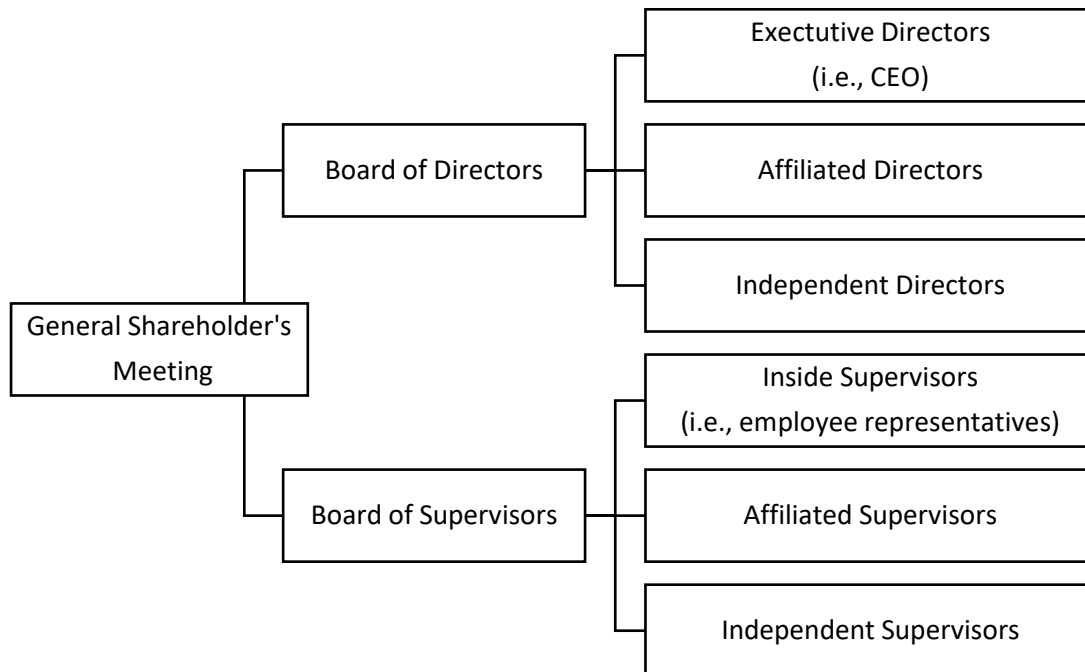 Exectutive Directors
(i.e., CEO)
Board of Directors
Affiliated Directors
Independent Directors
General Shareholder's
Meeting
Inside Supervisors
(i.e., employee representatives)
Board of Supervisors
Affiliated Supervisors
Independent Supervisors